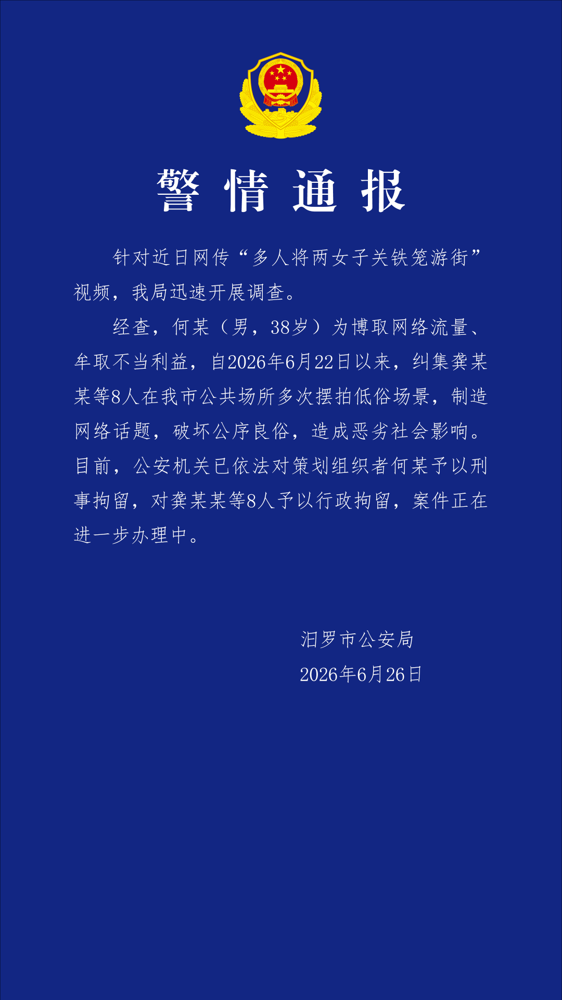 警情通报
针对近日网传“多人将两女子关铁笼游街”
视频，我局迅速开展调查。
经查，何某（男，38岁）为博取网络流量、
牟取不当利益，自2026年6月22日以来，纠集龚某
某等8人在我市公共场所多次摆拍低俗场景，制造
网络话题，破坏公序良俗，造成恶劣社会影响。
目前，公安机关已依法对策划组织者何某予以刑
事拘留，对龚某某等8人予以行政拘留，案件正在
进一步办理中。
汨罗市公安局
2026年6月26日